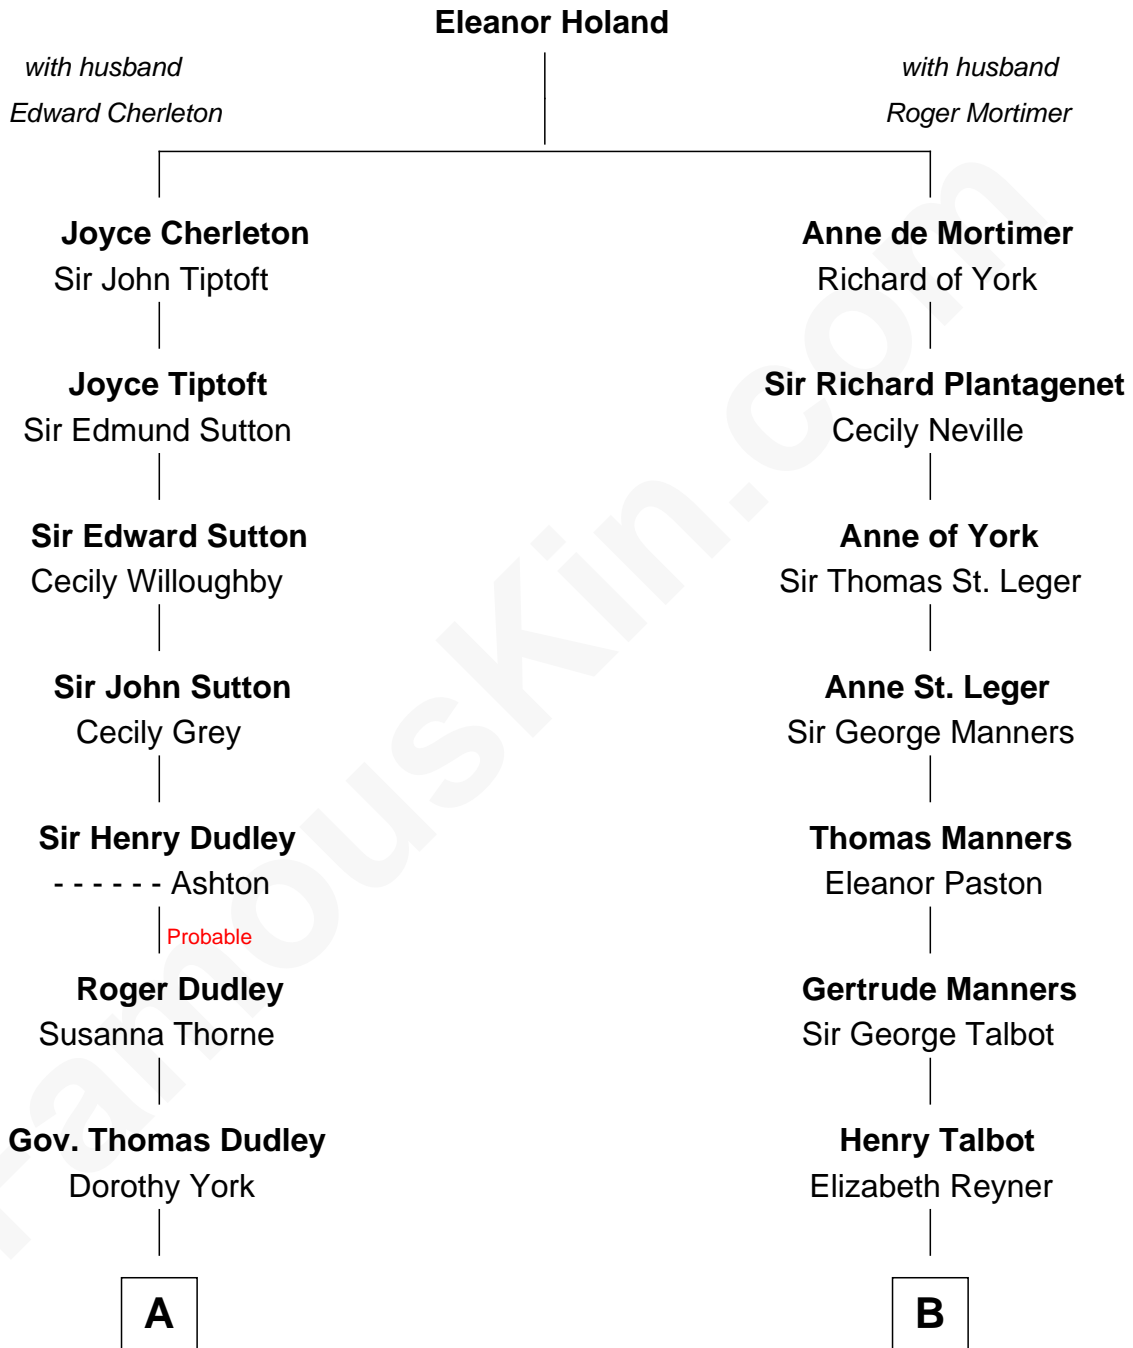 Eleanor Holand
with husband
Edward Cherleton
with husband
Roger Mortimer
Joyce Cherleton
Sir John Tiptoft
Anne de Mortimer
Richard of York
Joyce Tiptoft
Sir Edmund Sutton
Sir Richard Plantagenet
Cecily Neville
Sir Edward Sutton
Cecily Willoughby
Anne of York
Sir Thomas St. Leger
Sir John Sutton
Cecily Grey
Anne St. Leger
Sir George Manners
Sir Henry Dudley
- - - - - - Ashton
Probable
Thomas Manners
Eleanor Paston
Roger Dudley
Susanna Thorne
Gertrude Manners
Sir George Talbot
Gov. Thomas Dudley
Dorothy York
Henry Talbot
Elizabeth Reyner
A
B
FamousKin.com